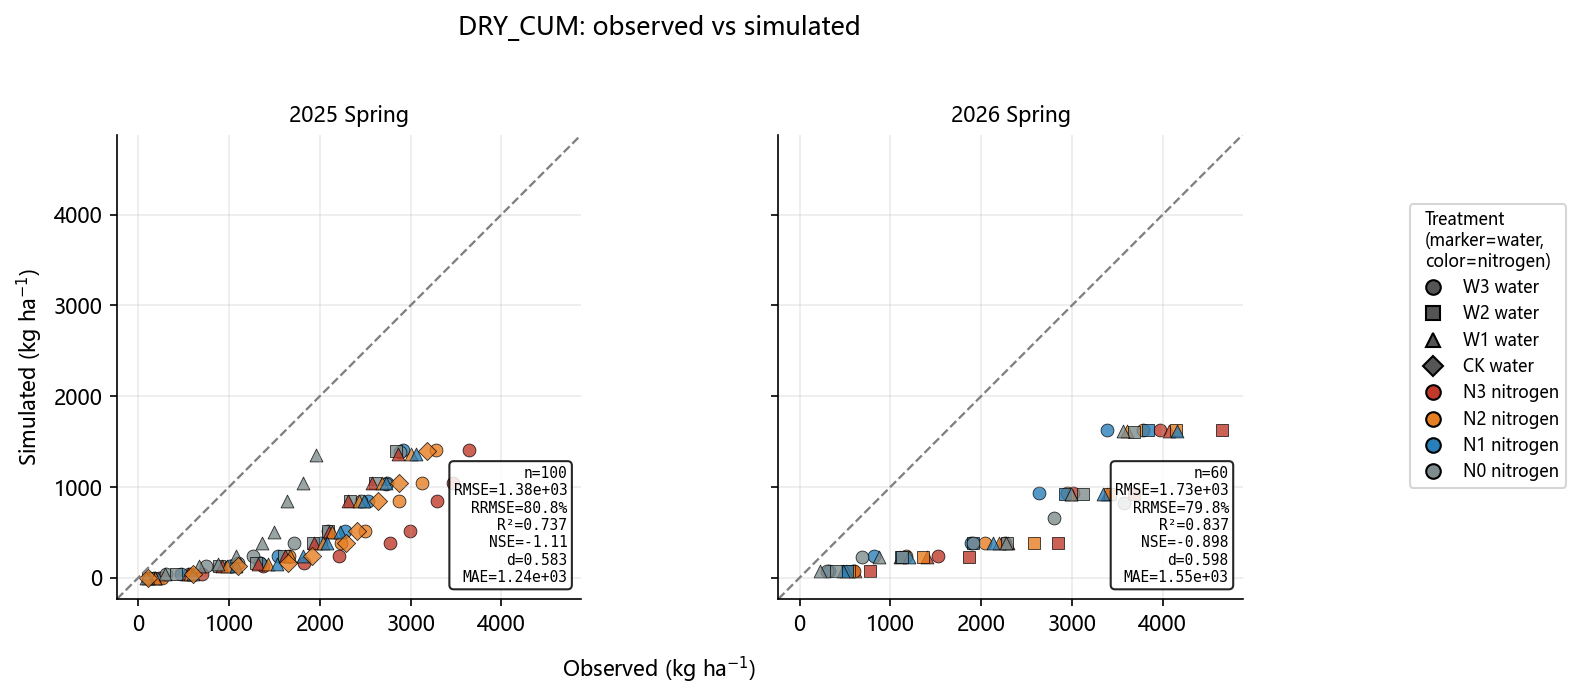 DRY_CUM: observed vs simulated
2025 Spring
2026 Spring
Simulated (kg ha⁻¹)
4000
3000
2000
1000
0
n=100
RMSE=1.38e+03
RRMSE=80.8%
R²=0.737
NSE=-1.11
d=0.583
MAE=1.24e+03
n=60
RMSE=1.73e+03
RRMSE=79.8%
R²=0.837
NSE=-0.898
d=0.598
MAE=1.55e+03
0 1000 2000 3000 4000
0 1000 2000 3000 4000
Observed (kg ha⁻¹)
Treatment
(marker=water,
color=nitrogen)
W3 water
W2 water
W1 water
CK water
N3 nitrogen
N2 nitrogen
N1 nitrogen
N0 nitrogen